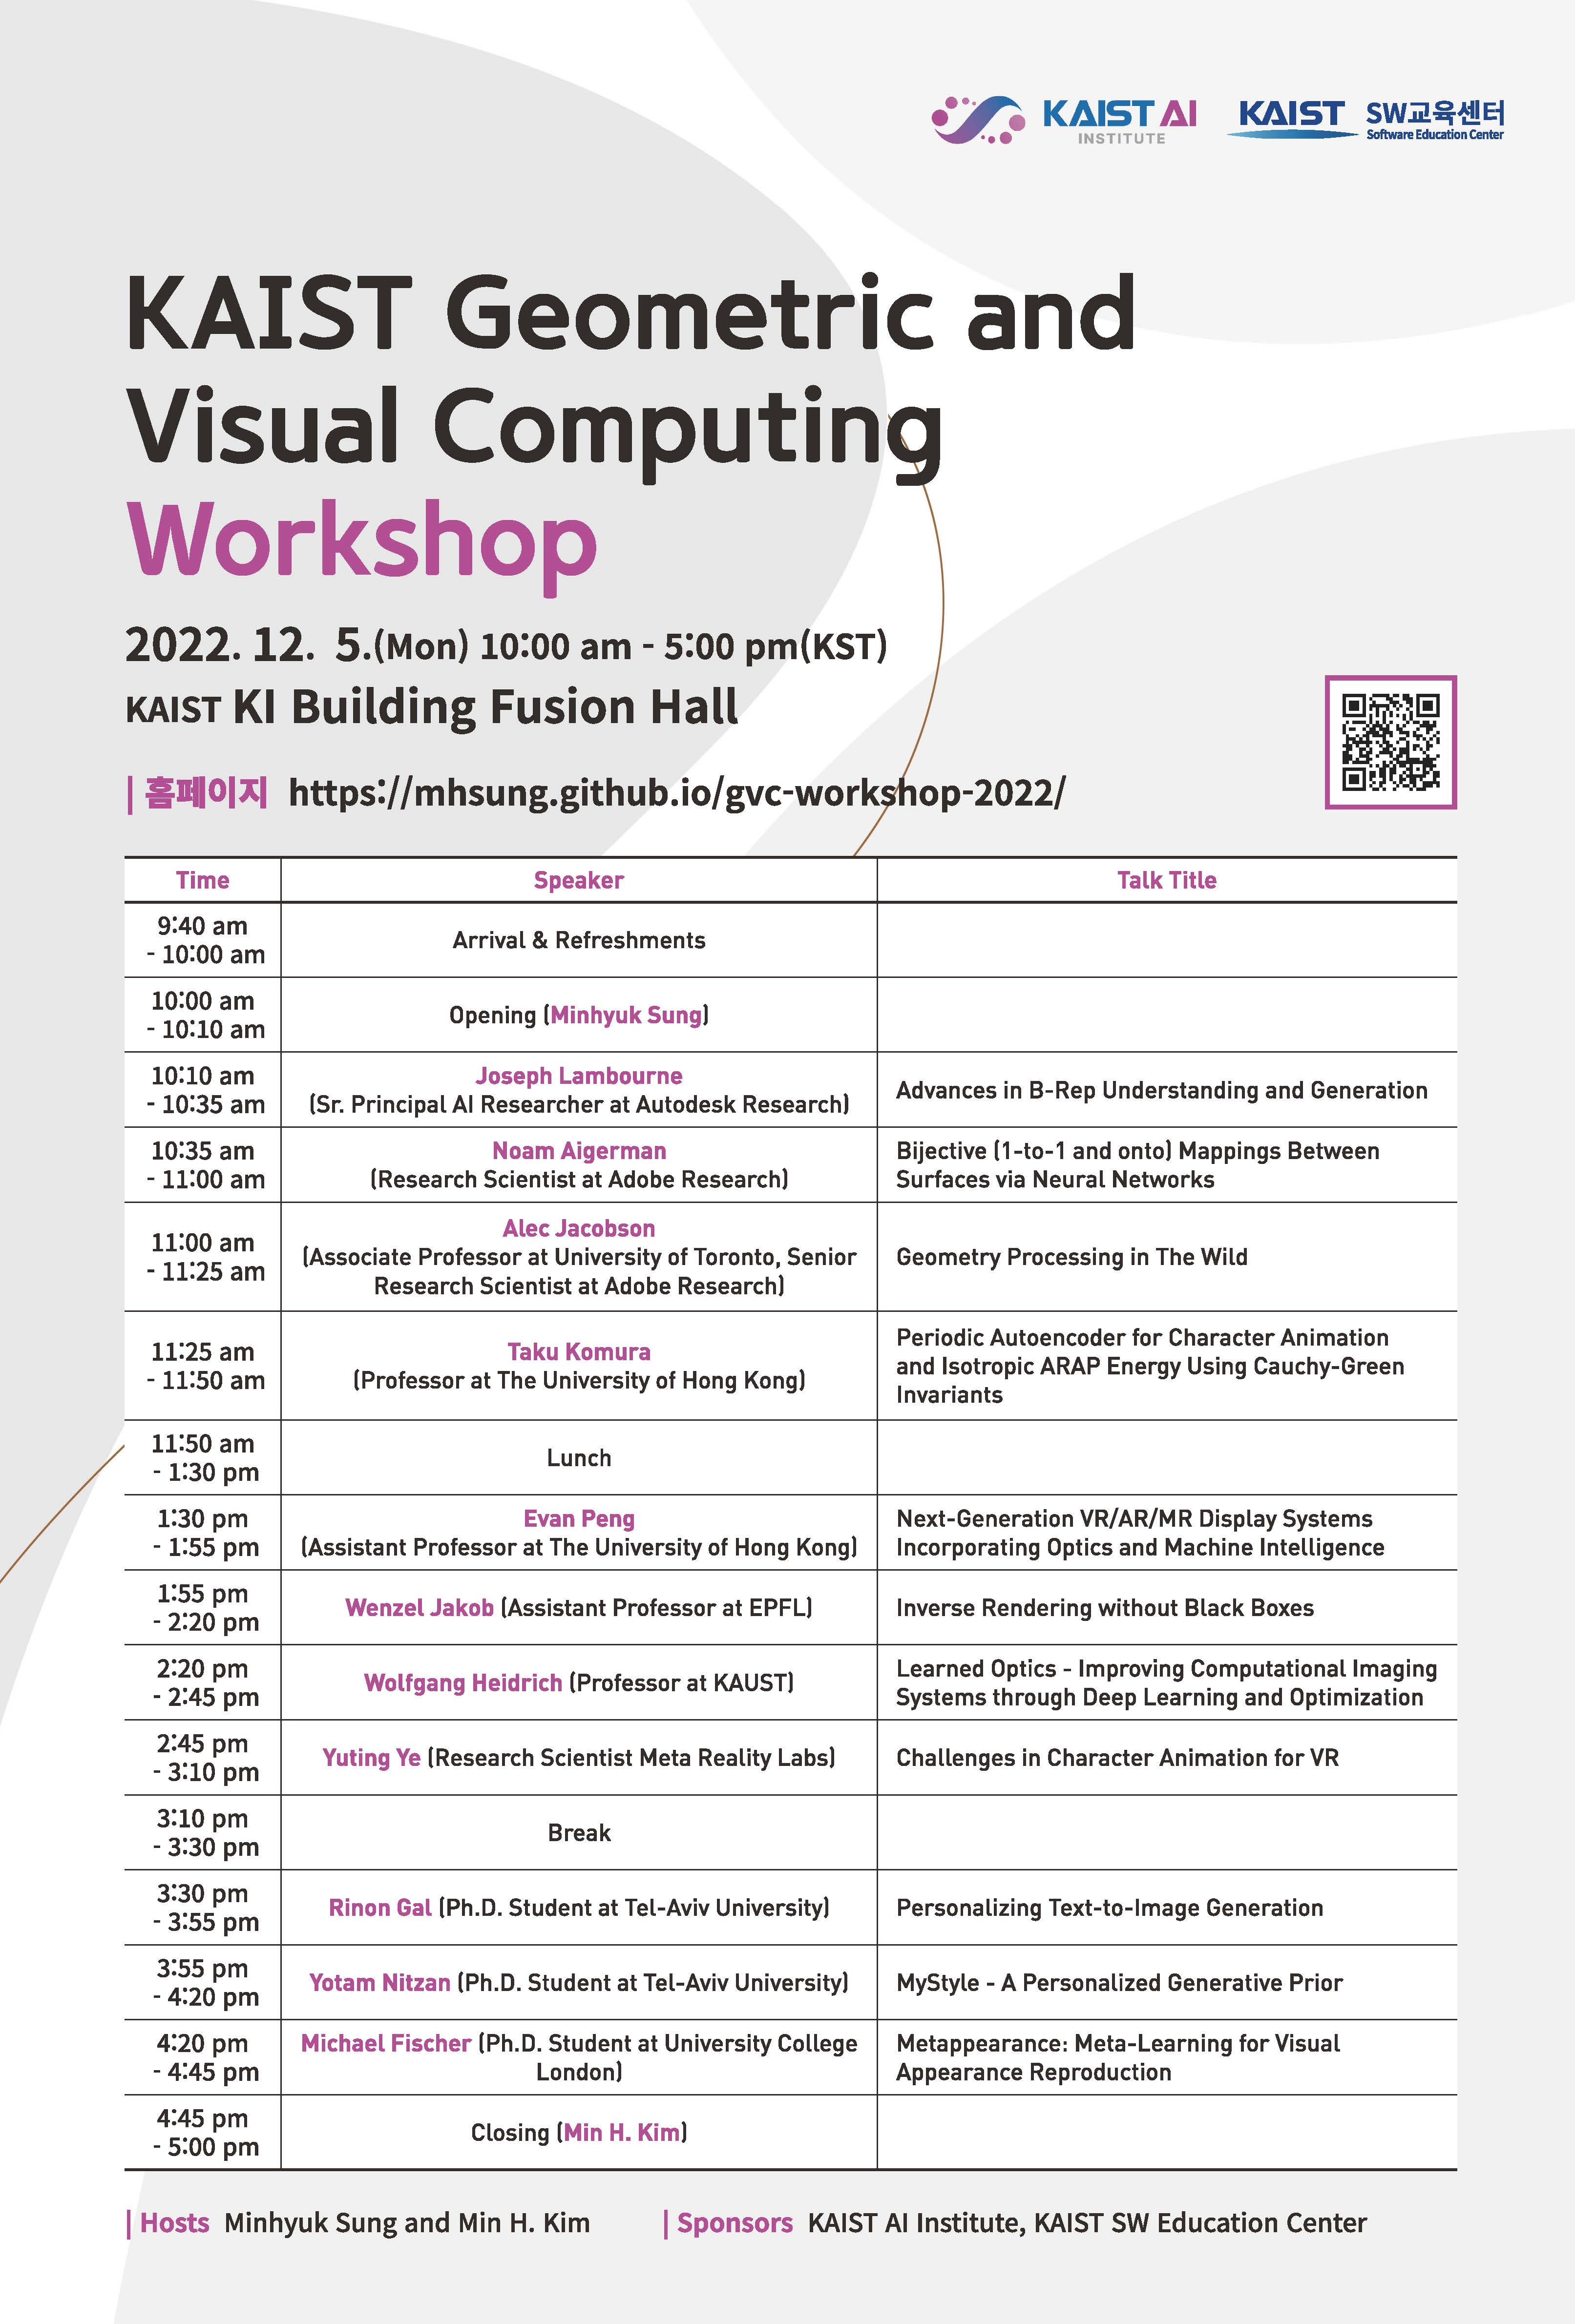 KAIST AI
INSTITUTE
KAIST SW교육센터
Software Education Center
KAIST Geometric and
Visual Computing
Workshop
2022. 12. 5.(Mon) 10:00 am - 5:00 pm(KST)
KAIST KI Building Fusion Hall
| 홈페이지 https://mhsung.github.io/gvc-workshop-2022/
Time Speaker Talk Title
9:40 am
- 10:00 am
Arrival & Refreshments
10:00 am
- 10:10 am
Opening (Minhyuk Sung)
10:10 am
- 10:35 am
Joseph Lambourne
(Sr. Principal AI Researcher at Autodesk Research)
Advances in B-Rep Understanding and Generation
10:35 am
- 11:00 am
Noam Aigerman
(Research Scientist at Adobe Research)
Bijective (1-to-1 and onto) Mappings Between
Surfaces via Neural Networks
11:00 am
- 11:25 am
Alec Jacobson
(Associate Professor at University of Toronto, Senior
Research Scientist at Adobe Research)
Geometry Processing in The Wild
11:25 am
- 11:50 am
Taku Komura
(Professor at The University of Hong Kong)
Periodic Autoencoder for Character Animation
and Isotropic ARAP Energy Using Cauchy-Green
Invariants
11:50 am
- 1:30 pm
Lunch
1:30 pm
- 1:55 pm
Evan Peng
(Assistant Professor at The University of Hong Kong)
Next-Generation VR/AR/MR Display Systems
Incorporating Optics and Machine Intelligence
1:55 pm
- 2:20 pm
Wenzel Jakob (Assistant Professor at EPFL)
Inverse Rendering without Black Boxes
2:20 pm
- 2:45 pm
Wolfgang Heidrich (Professor at KAUST)
Learned Optics - Improving Computational Imaging
Systems through Deep Learning and Optimization
2:45 pm
- 3:10 pm
Yuting Ye (Research Scientist Meta Reality Labs)
Challenges in Character Animation for VR
3:10 pm
- 3:30 pm
Break
3:30 pm
- 3:55 pm
Rinon Gal (Ph.D. Student at Tel-Aviv University)
Personalizing Text-to-Image Generation
3:55 pm
- 4:20 pm
Yotam Nitzan (Ph.D. Student at Tel-Aviv University)
MyStyle - A Personalized Generative Prior
4:20 pm
- 4:45 pm
Michael Fischer (Ph.D. Student at University College
London)
Metappearance: Meta-Learning for Visual
Appearance Reproduction
4:45 pm
- 5:00 pm
Closing (Min H. Kim)
| Hosts Minhyuk Sung and Min H. Kim | Sponsors KAIST AI Institute, KAIST SW Education Center